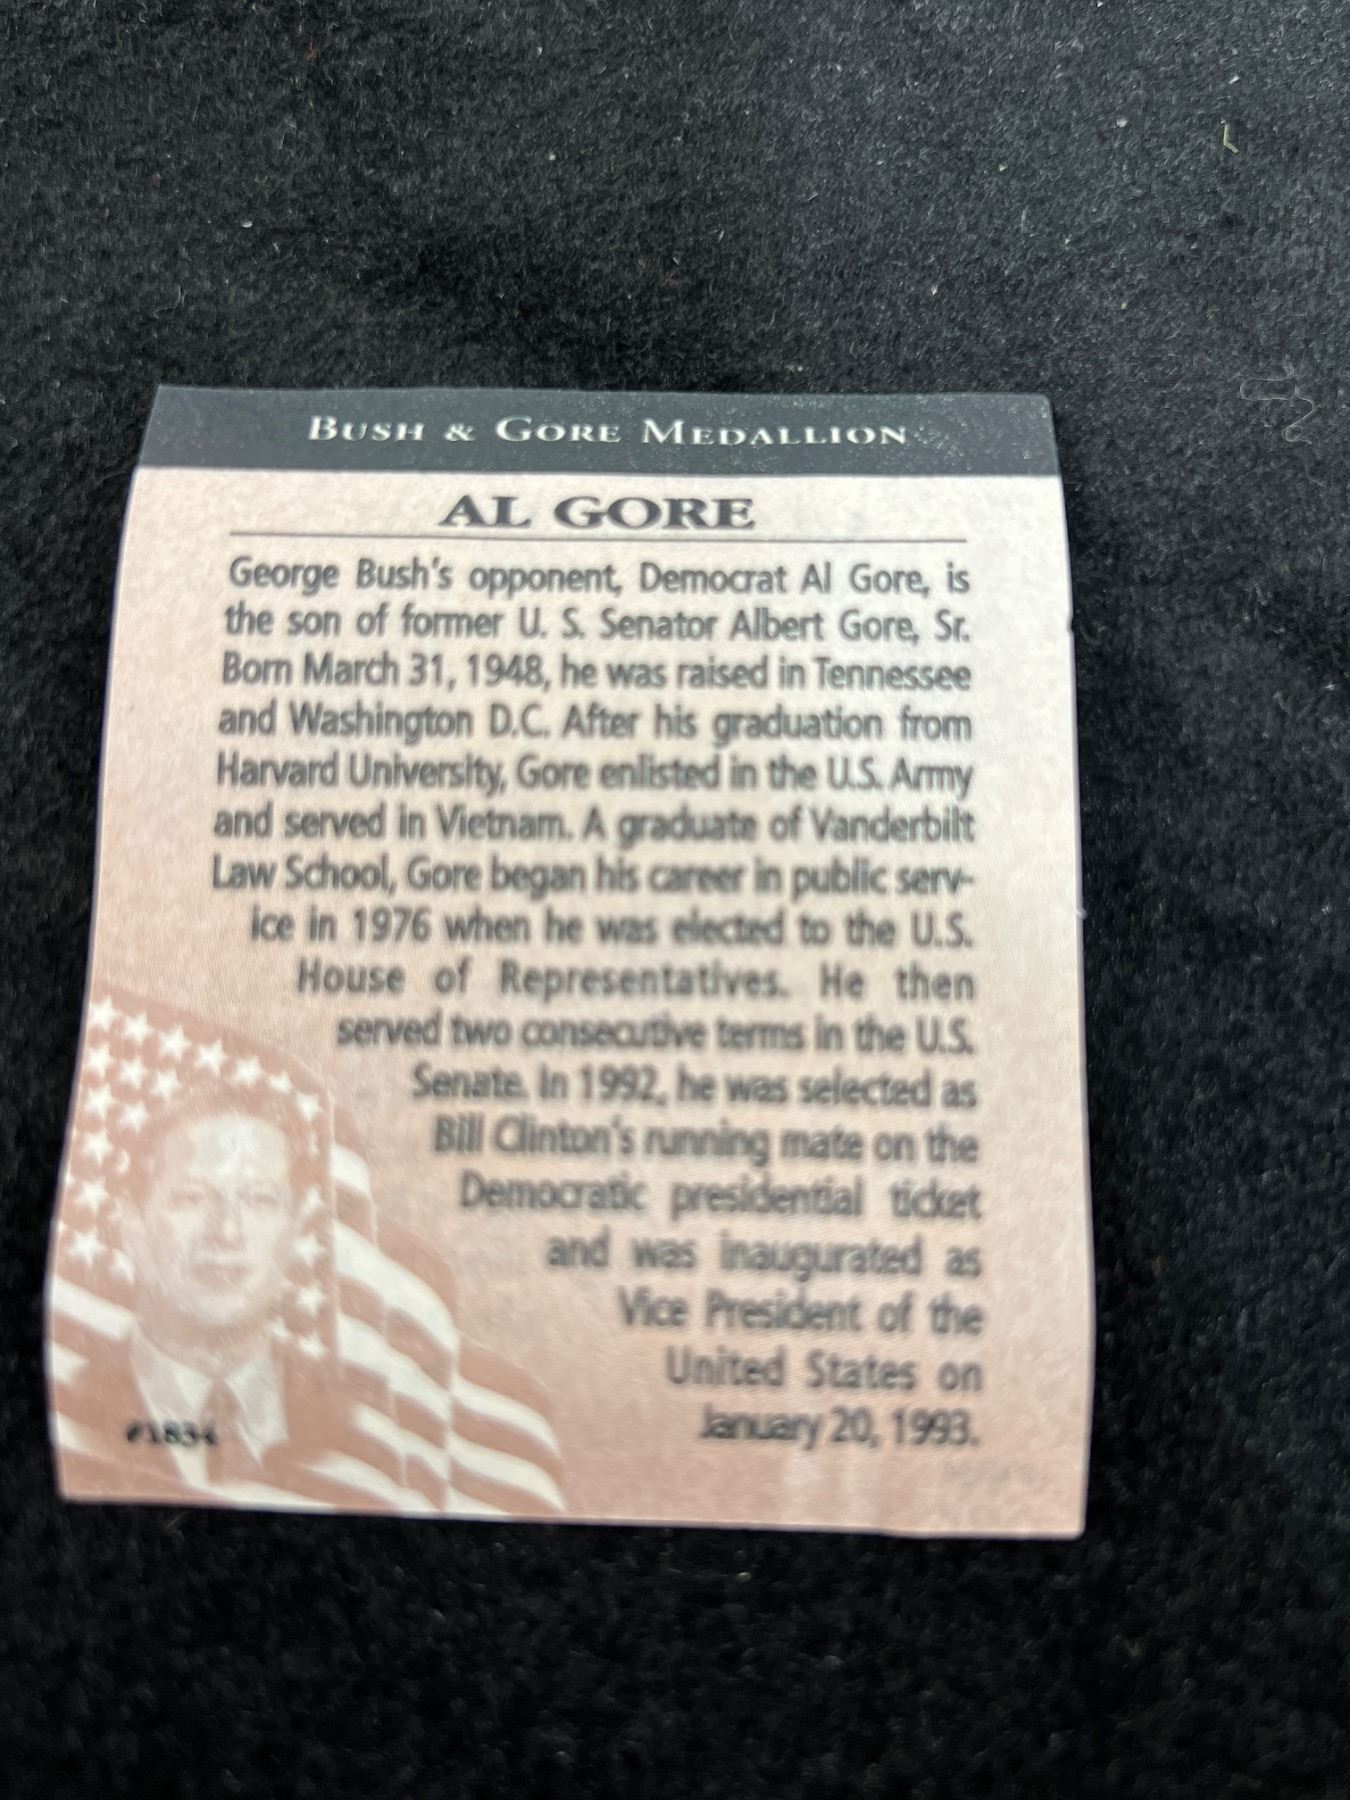 BUSH & GORE MEDALLION
AL GORE
George Bush's opponent, Democrat Al Gore, is
the son of former U. S. Senator Albert Gore, Sr.
Born March 31, 1948, he was raised in Tennessee
and Washington D.C. After his graduation from
Harvard University, Gore enlisted in the U.S. Army
and served in Vietnam. A graduate of Vanderbilt
Law School, Gore began his career in public serv-
ice in 1976 when he was elected to the U.S.
House of Representatives. He then
served two consecutive terms in the U.S.
Senate. In 1992, he was selected as
Bill Clinton's running mate on the
Democratic presidential ticket
and was inaugurated as
Vice President of the
United States on
January 20, 1993.
#1834